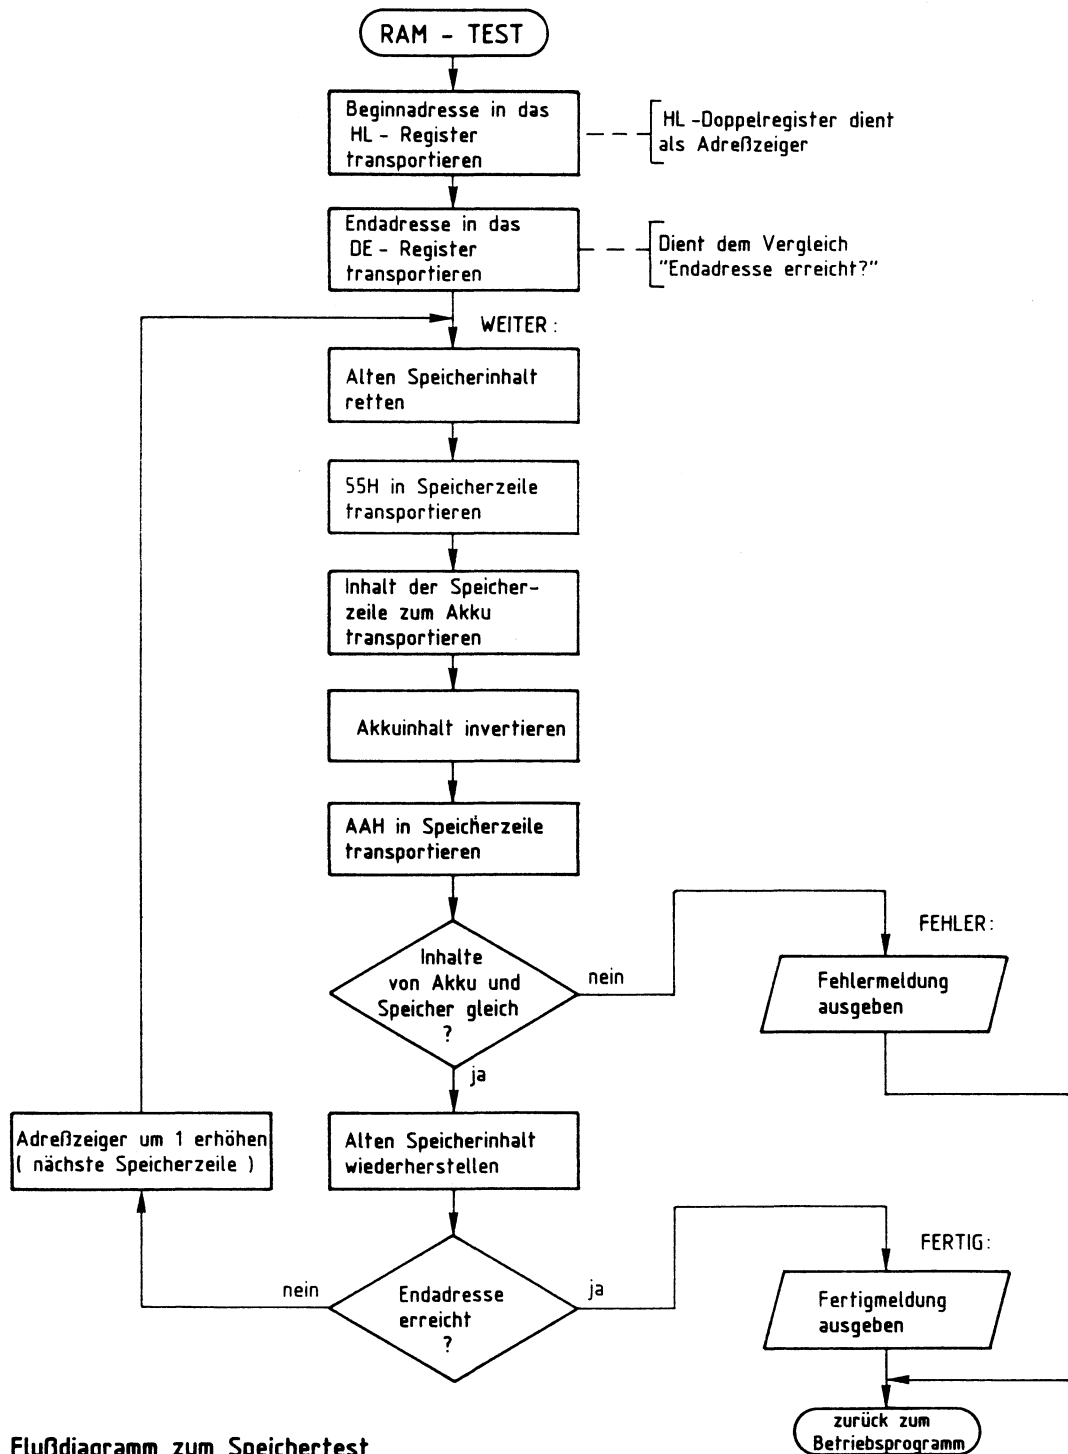 RAM - TEST
Beginnadresse in das
HL - Register
transportieren
HL-Doppelregister dient
als Adreßzeiger
Endadresse in das
DE - Register
transportieren
Dient dem Vergleich
"Endadresse erreicht?"
WEITER:
Alten Speicherinhalt
retten
55H in Speicherzeile
transportieren
Inhalt der Speicher-
zeile zum Akku
transportieren
Akkuinhalt invertieren
AAH in Speicherzeile
transportieren
Inhalte
von Akku und
Speicher gleich
?
nein
FEHLER:
Fehlermeldung
ausgeben
ja
Adreßzeiger um 1 erhöhen
( nächste Speicherzeile )
Alten Speicherinhalt
wiederherstellen
nein
Endadresse
erreicht
?
ja
FERTIG:
Fertigmeldung
ausgeben
zurück zum
Betriebsprogramm
Flußdiagramm zum Speichertest